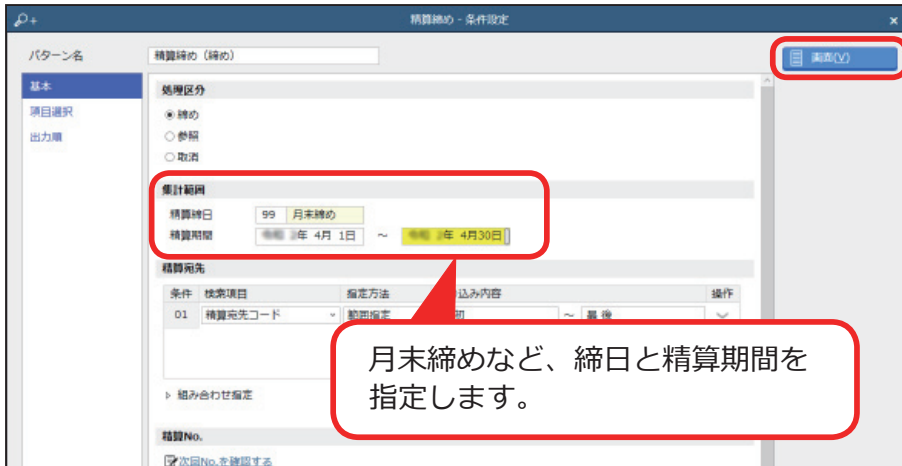 精算締め - 条件設定
パターン名 精算締め（締め） 画面(V)
基本
項目選択
出力順
処理区分
締め
参照
取消
集計範囲
精算締日 99 月末締め
精算期間 年 4月 1日 ～ 年 4月30日
精算宛先
条件 検索項目 指定方法 込み内容 操作
01 精算宛先コード 範囲指定 初 ～ 最後
月末締めなど、締日と精算期間を
指定します。
組み合わせ指定
精算No.
次回No.を確認する